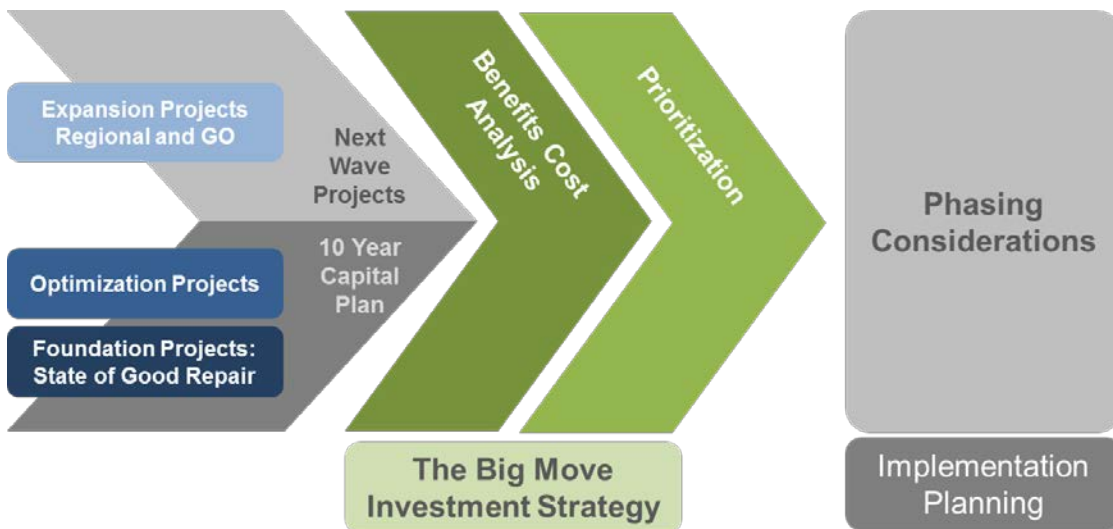 Expansion Projects
Regional and GO
Next
Wave
Projects
Optimization Projects
10 Year
Capital
Plan
Foundation Projects:
State of Good Repair
Benefits Cost
Analysis
Prioritization
Phasing
Considerations
The Big Move
Investment Strategy
Implementation
Planning